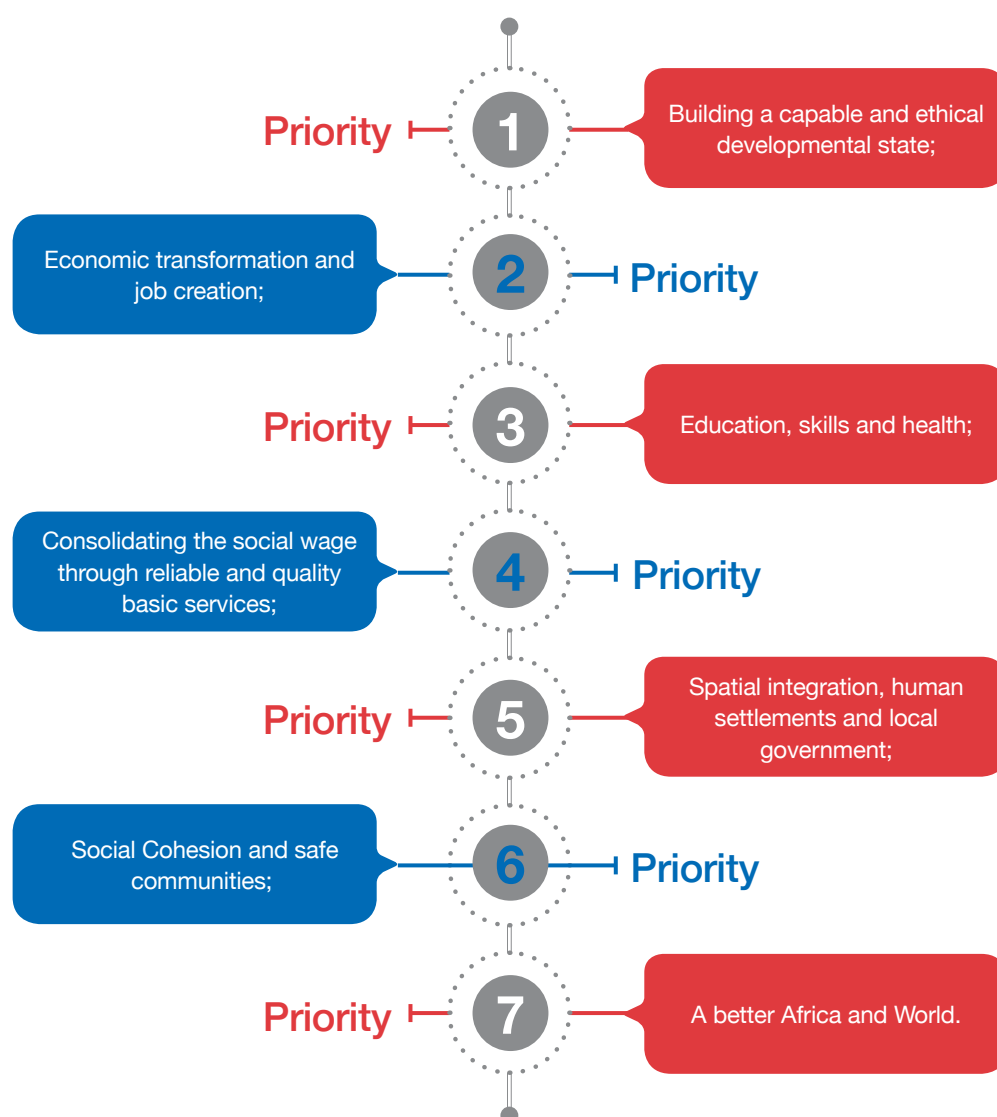 Priority
1
Building a capable and ethical
developmental state;
Economic transformation and
job creation;
2
Priority
Priority
3
Education, skills and health;
Consolidating the social wage
through reliable and quality
basic services;
4
Priority
Priority
5
Spatial integration, human
settlements and local
government;
Social Cohesion and safe
communities;
6
Priority
Priority
7
A better Africa and World.